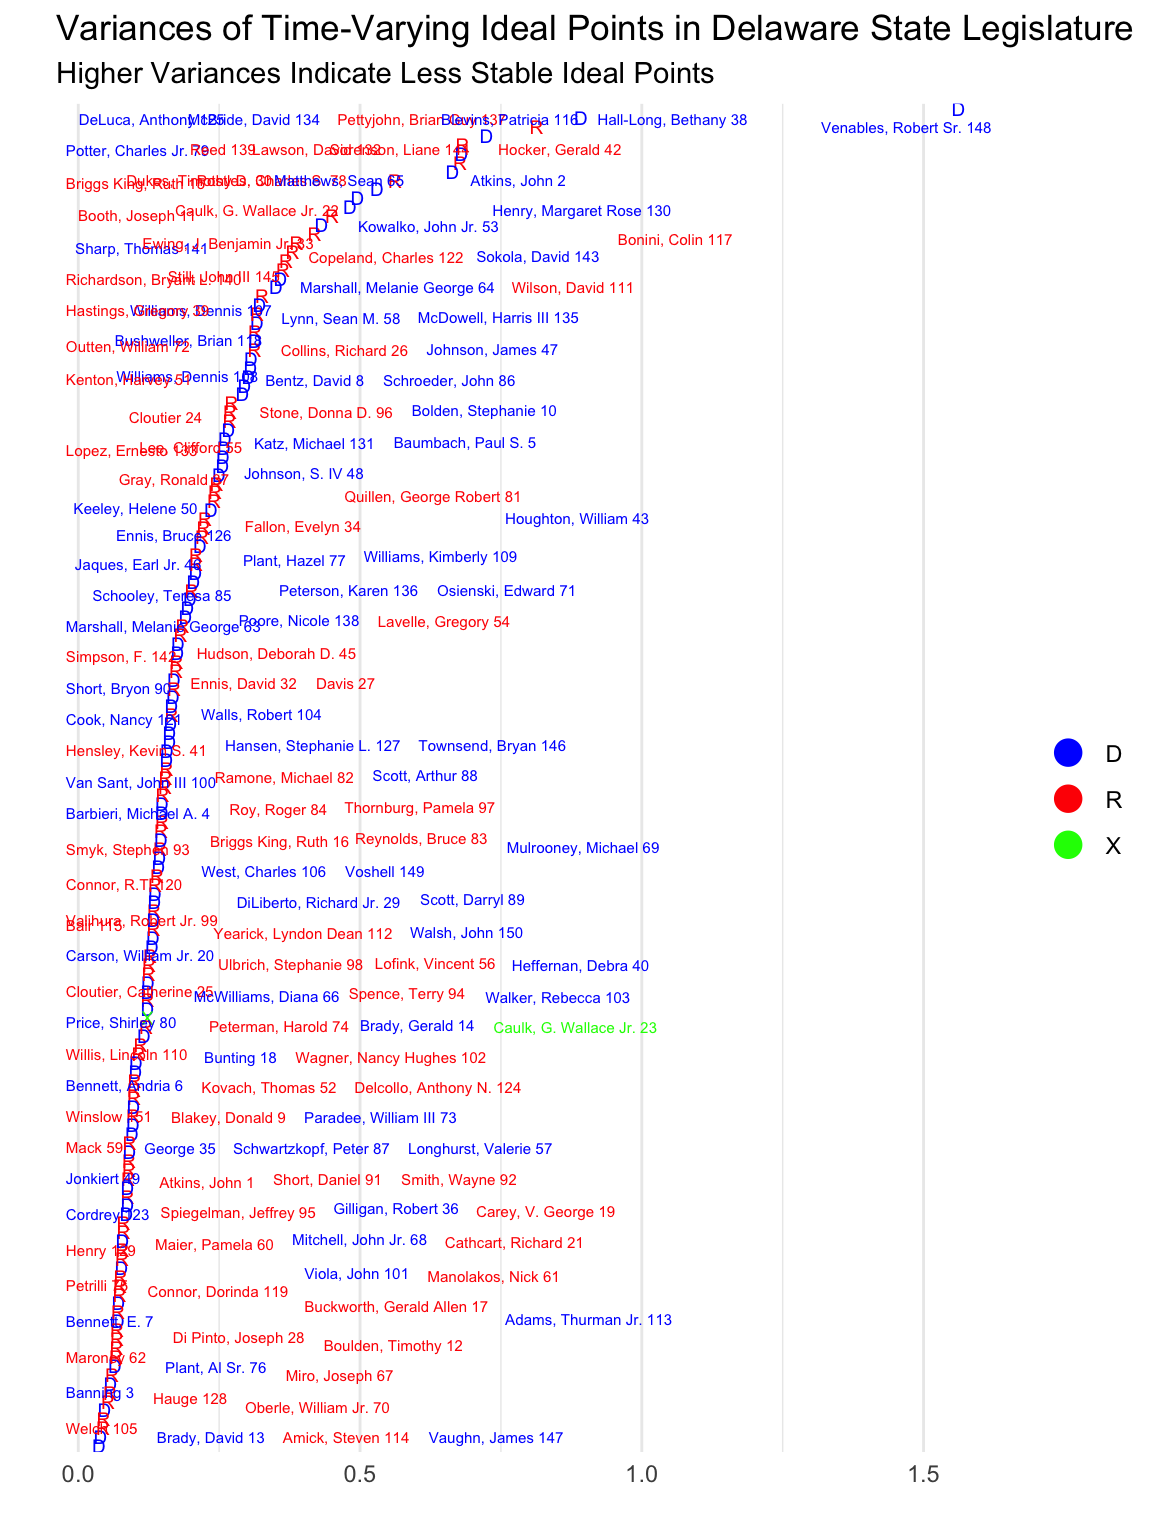 Variances of Time-Varying Ideal Points in Delaware State Legislature
Higher Variances Indicate Less Stable Ideal Points
DeLuca, Anthony 125 McBride, David 134 Pettyjohn, Brian Guy 137 Blevins, Patricia 116 Hall-Long, Bethany 38
Venables, Robert Sr. 148
Potter, Charles Jr. 79 Reed 139 Lawson, David 132 Sorenson, Liane 144 Hocker, Gerald 42
Briggs King, Ruth Dukes, Timothy D. 30 Matthews, Sean 65 Atkins, John 2
Booth, Joseph 11 Caulk, G. Wallace Jr. 22 Henry, Margaret Rose 130
Kowalko, John Jr. 53
Sharp, Thomas 141 Ewing, J. Benjamin Jr. 33 Bonini, Colin 117
Copeland, Charles 122 Sokola, David 143
Richardson, Bryant L. 140 Still, John III 145
Marshall, Melanie George 64 Wilson, David 111
Hastings, Gregory 39 Williams, Dennis 107 Lynn, Sean M. 58 McDowell, Harris III 135
Outten, William 72 Bushweller, Brian 118 Collins, Richard 26 Johnson, James 47
Kenton, Harvey 51 Williams, Dennis 108 Bentz, David 8 Schroeder, John 86
Cloutier 24 Stone, Donna D. 96 Bolden, Stephanie 10
Lopez, Ernesto 133 Lee, Clifford 55 Katz, Michael 131 Baumbach, Paul S. 5
Gray, Ronald 37 Johnson, S. IV 48
Quillen, George Robert 81
Keeley, Helene 50 Houghton, William 43
Ennis, Bruce 126 Fallon, Evelyn 34
Jaques, Earl Jr. 46 Plant, Hazel 77 Williams, Kimberly 109
Schooley, Teresa 85 Peterson, Karen 136 Osienski, Edward 71
Marshall, Melanie George 63 Poore, Nicole 138 Lavelle, Gregory 54
Simpson, F. 142 Hudson, Deborah D. 45
Short, Bryon 90 Ennis, David 32 Davis 27
Cook, Nancy 121 Walls, Robert 104
Hensley, Kevin S. 41 Hansen, Stephanie L. 127 Townsend, Bryan 146
Van Sant, John III 100 Ramone, Michael 82 Scott, Arthur 88
Barbieri, Michael A. 4 Roy, Roger 84 Thornburg, Pamela 97
Smyk, Stephen 93 Briggs King, Ruth 16 Reynolds, Bruce 83 Mulrooney, Michael 69
Connor, R.T. 120 West, Charles 106 Voshell 149
DiLiberto, Richard Jr. 29 Scott, Darryl 89
Valihura, Robert Jr. 99
Bair 115 Yearick, Lyndon Dean 112 Walsh, John 150
Carson, William Jr. 20 Ulbrich, Stephanie 98 Lofink, Vincent 56 Heffernan, Debra 40
Cloutier, Catherine 25 McWilliams, Diana 66 Spence, Terry 94 Walker, Rebecca 103
Price, Shirley 80 Peterman, Harold 74 Brady, Gerald 14 Caulk, G. Wallace Jr. 23
Willis, Lincoln 110 Bunting 18 Wagner, Nancy Hughes 102
Bennett, Andria 6 Kovach, Thomas 52 Delcollo, Anthony N. 124
Winslow 151 Blakey, Donald 9 Paradee, William III 73
Mack 59 George 35 Schwartzkopf, Peter 87 Longhurst, Valerie 57
Jonkiert 49 Atkins, John 1 Short, Daniel 91 Smith, Wayne 92
Cordrey 123 Spiegelman, Jeffrey 95 Gilligan, Robert 36 Carey, V. George 19
Henry 129 Maier, Pamela 60 Mitchell, John Jr. 68 Cathcart, Richard 21
Viola, John 101 Manolakos, Nick 61
Petrilli 75 Connor, Dorinda 119
Buckworth, Gerald Allen 17
Bennett, E. 7 Adams, Thurman Jr. 113
Di Pinto, Joseph 28 Boulden, Timothy 12
Maroney 62 Plant, Al Sr. 76
Miro, Joseph 67
Banning 3 Hauge 128
Oberle, William Jr. 70
Welch 105 Brady, David 13 Amick, Steven 114 Vaughn, James 147
D
R
X
0.0 0.5 1.0 1.5